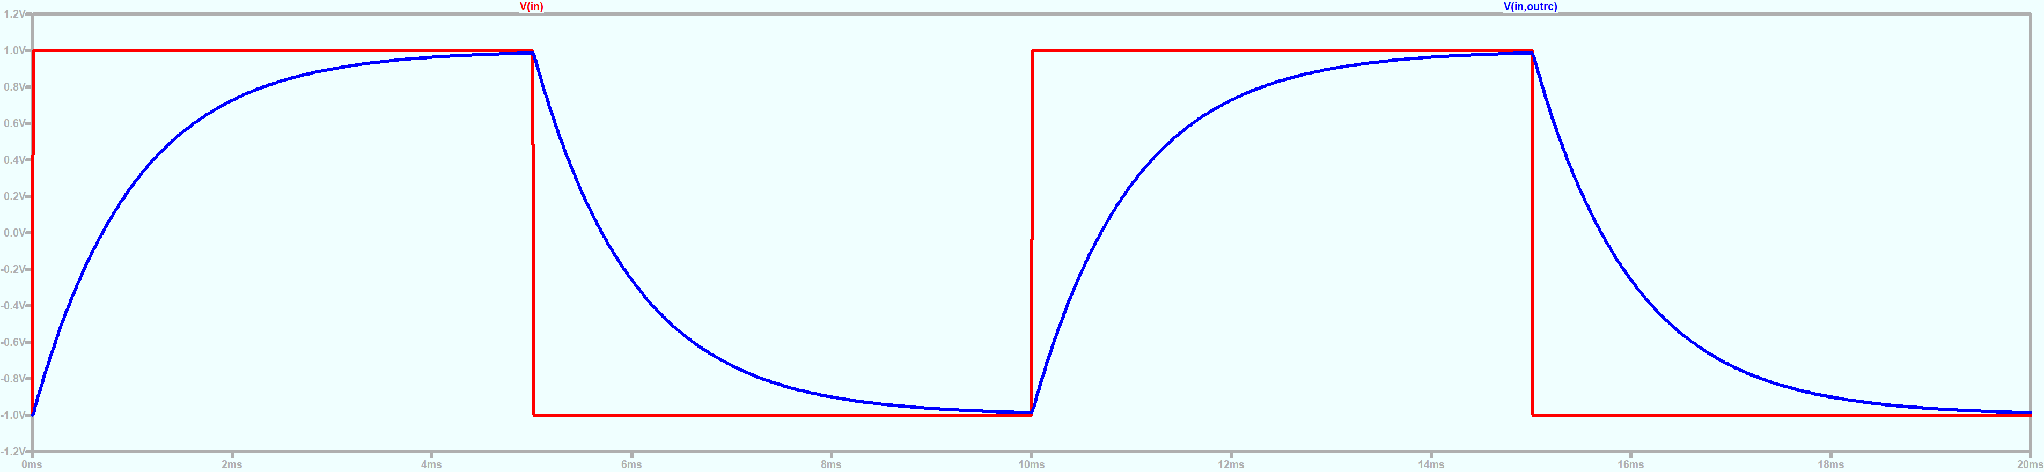 V(in) V(in,outrc)
1.2V
1.0V
0.8V
0.6V
0.4V
0.2V
0.0V
-0.2V
-0.4V
-0.6V
-0.8V
-1.0V
-1.2V
0ms 2ms 4ms 6ms 8ms 10ms 12ms 14ms 16ms 18ms 20ms